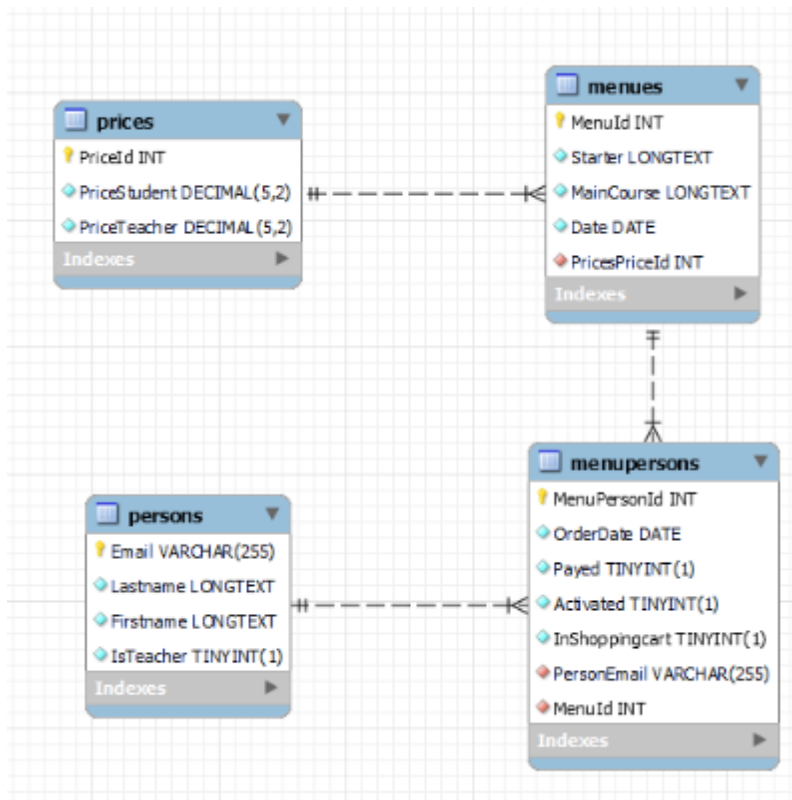 prices
PriceId INT
PriceStudent DECIMAL(5,2)
PriceTeacher DECIMAL(5,2)
Indexes
menues
MenuId INT
Starter LONGTEXT
MainCourse LONGTEXT
Date DATE
PricesPriceId INT
Indexes
persons
Email VARCHAR(255)
Lastname LONGTEXT
Firstname LONGTEXT
IsTeacher TINYINT(1)
Indexes
menupersons
MenuPersonId INT
OrderDate DATE
Payed TINYINT(1)
Activated TINYINT(1)
InShoppingcart TINYINT(1)
PersonEmail VARCHAR(255)
MenuId INT
Indexes